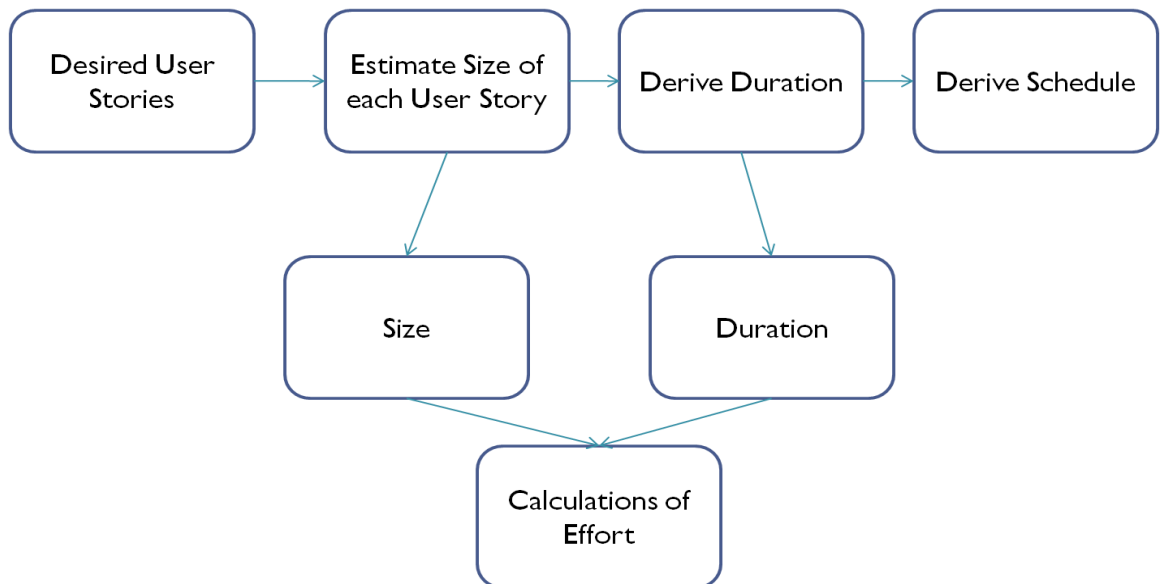 Desired User
Stories
Estimate Size of
each User Story
Derive Duration
Derive Schedule
Size
Duration
Calculations of
Effort